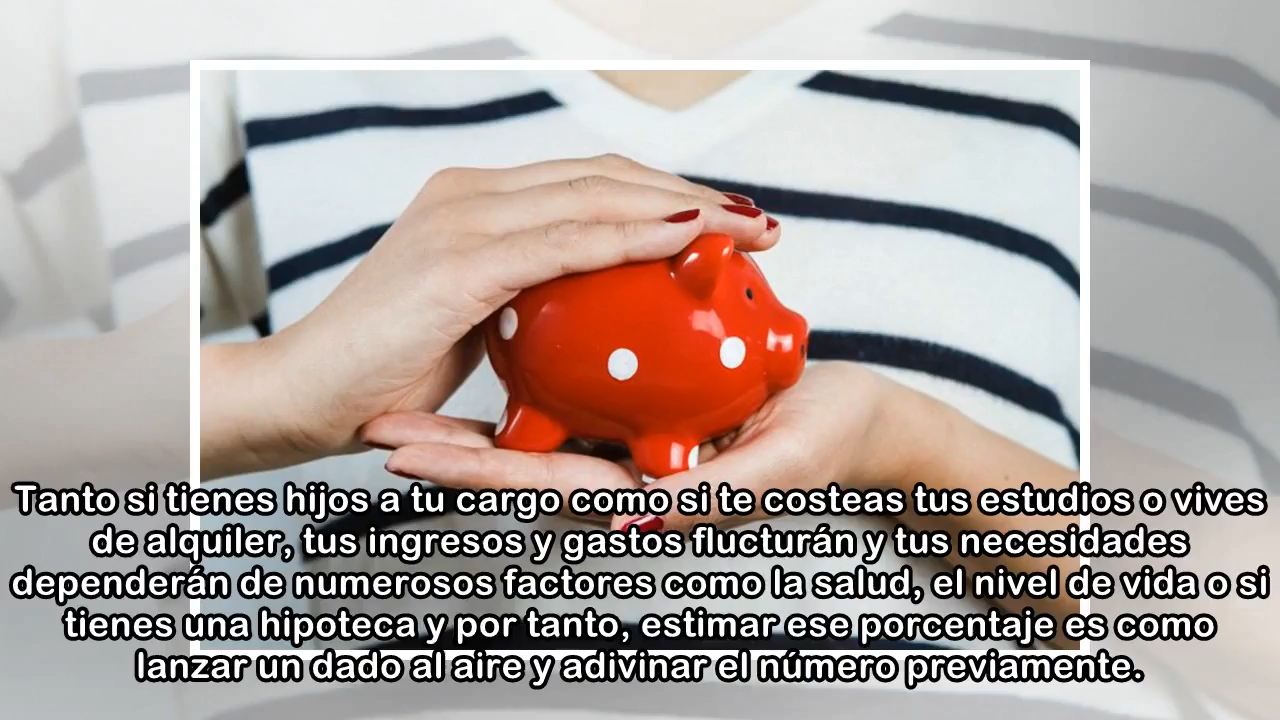 Tanto si tienes hijos a tu cargo como si te costeas tus estudios o vives
de alquiler, tus ingresos y gastos flucturán y tus necesidades
dependerán de numerosos factores como la salud, el nivel de vida o si
tienes una hipoteca y por tanto, estimar ese porcentaje es como
lanzar un dado al aire y adivinar el número previamente.